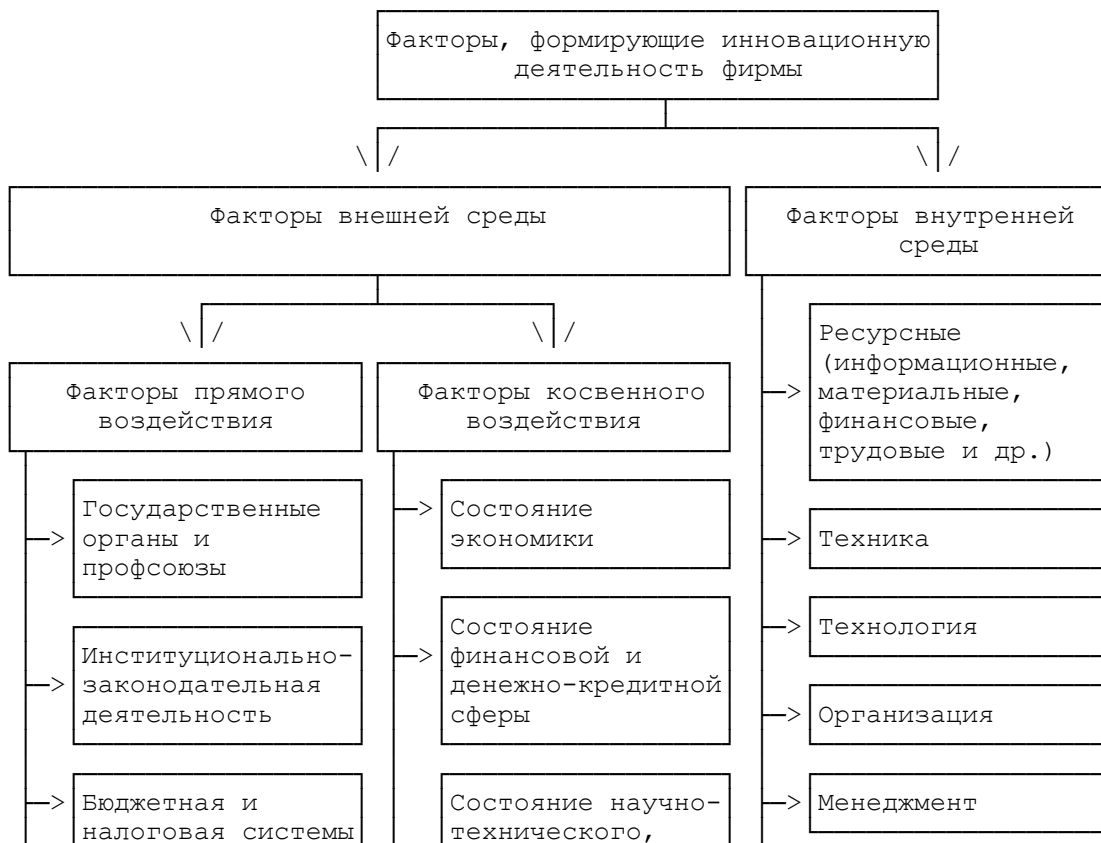 Факторы, формирующие инновационную
деятельность фирмы
Факторы внешней среды
Факторы внутренней
среды
Факторы прямого
воздействия
Государственные
органы и
профсоюзы
Институционально-
законодательная
деятельность
Бюджетная и
налоговая системы
Факторы косвенного
воздействия
Состояние
экономики
Состояние
финансовой и
денежно-кредитной
сферы
Состояние научно-
технического,
Ресурсные
(информационные,
материальные,
финансовые,
трудовые и др.)
Техника
Технология
Организация
Менеджмент